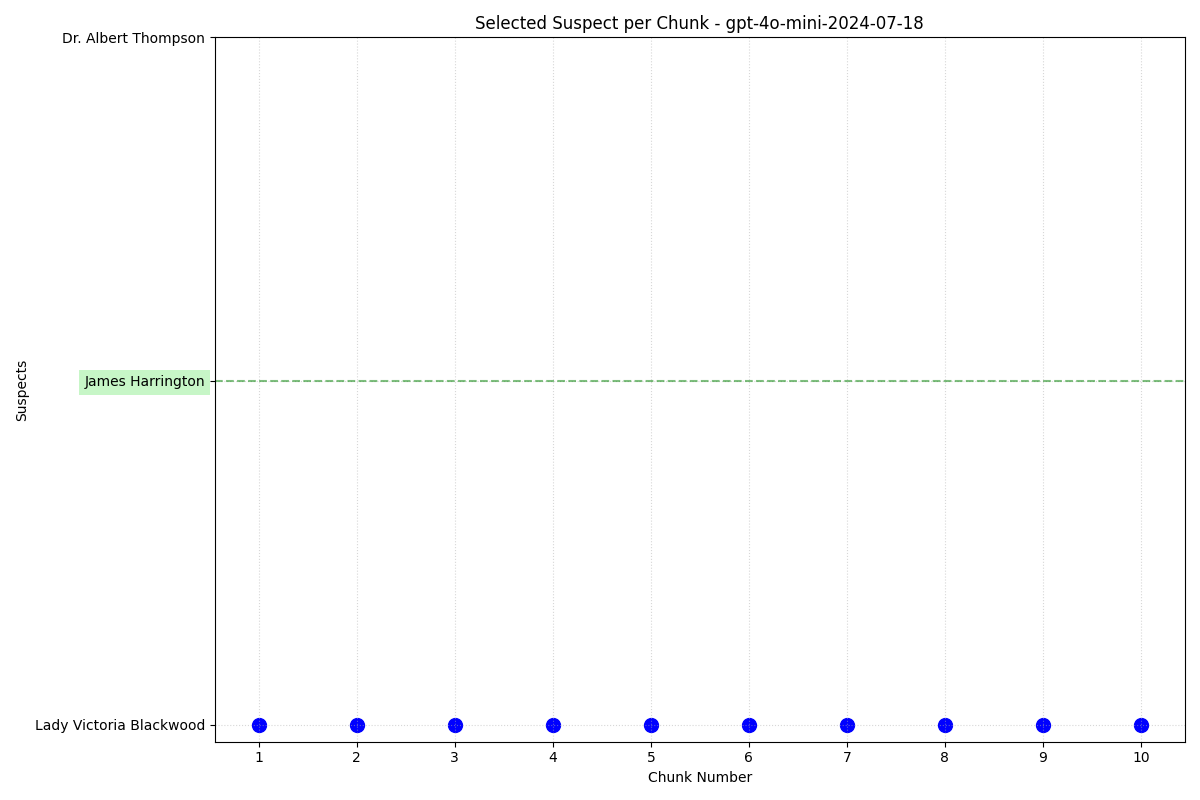 Selected Suspect per Chunk - gpt-4o-mini-2024-07-18
Dr. Albert Thompson
James Harrington
Lady Victoria Blackwood
Suspects
1 2 3 4 5 6 7 8 9 10
Chunk Number